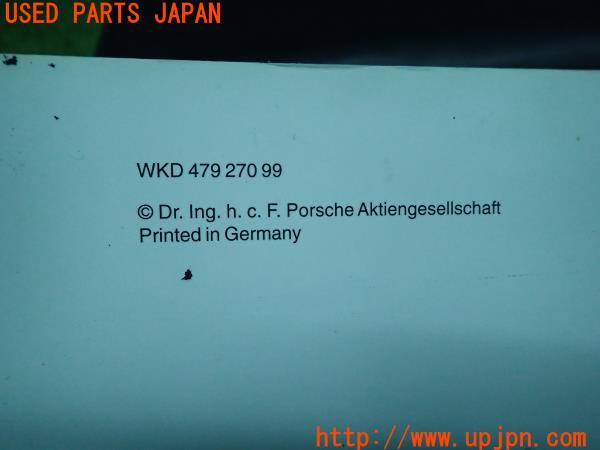 USED PARTS JAPAN
WKD 479 270 99
© Dr. Ing. h. c. F. Porsche Aktiengesellschaft
Printed in Germany
http://www.upjpn.com